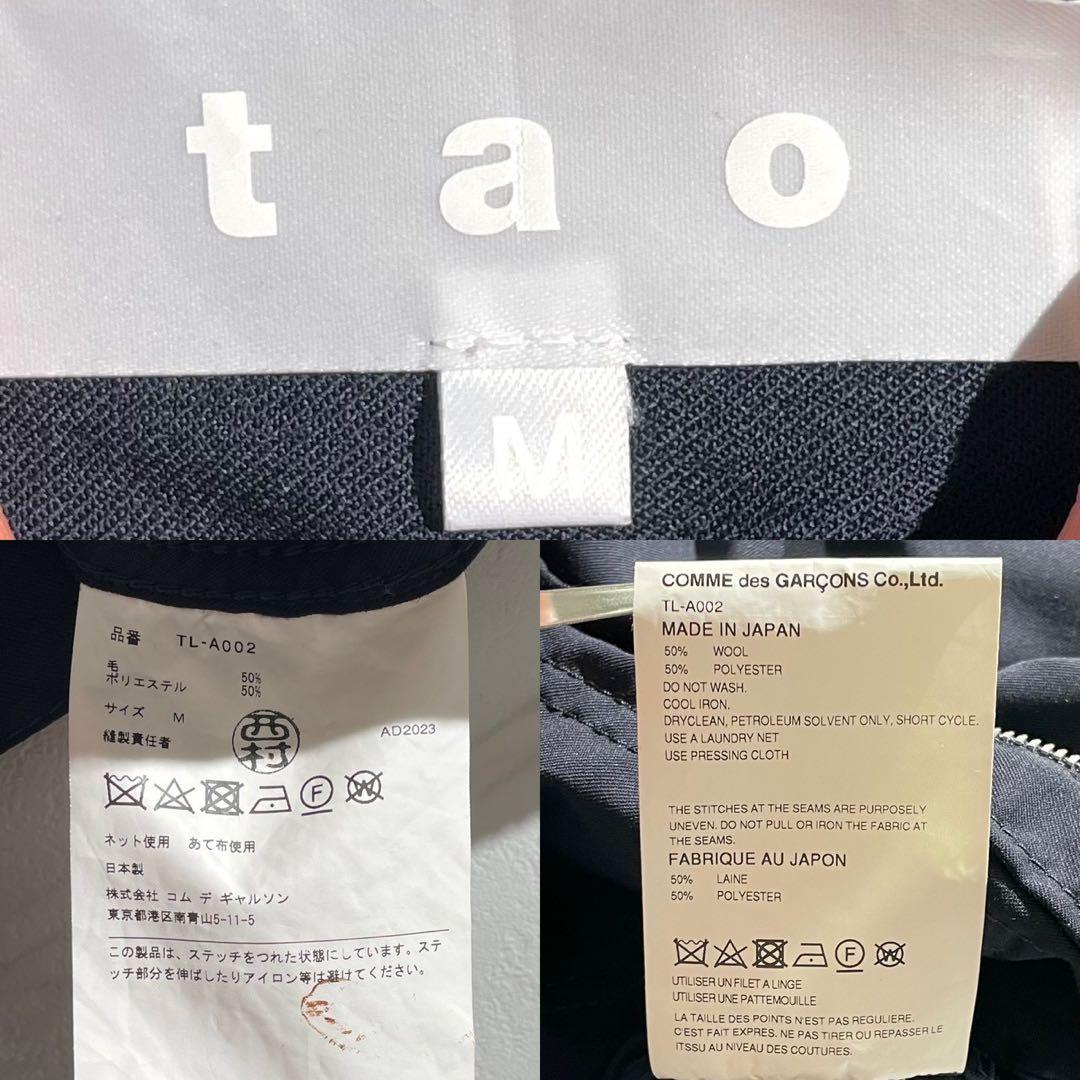 tao
M
品番 TL-A002
毛 50%
ポリエステル 50%
サイズ M
縫製責任者 西村
AD2023
F W
ネット使用 あて布使用
日本製
株式会社 コム デ ギャルソン
東京都港区南青山5-11-5
この製品は、ステッチをつれた状態にしています。ステ
ッチ部分を伸ばしたりアイロン等は避けてください。
COMME des GARÇONS Co.,Ltd.
TL-A002
MADE IN JAPAN
50% WOOL
50% POLYESTER
DO NOT WASH.
COOL IRON.
DRYCLEAN, PETROLEUM SOLVENT ONLY, SHORT CYCLE.
USE A LAUNDRY NET
USE PRESSING CLOTH
THE STITCHES AT THE SEAMS ARE PURPOSELY
UNEVEN. DO NOT PULL OR IRON THE FABRIC AT
THE SEAMS.
FABRIQUE AU JAPON
50% LAINE
50% POLYESTER
F W
UTILISER UN FILET A LINGE
UTILISER UNE PATTEMOUILLE
LA TAILLE DES POINTS N'EST PAS REGULIERE.
C'EST FAIT EXPRES. NE PAS TIRER OU REPASSER LE
ITSSU AU NIVEAU DES COUTURES.